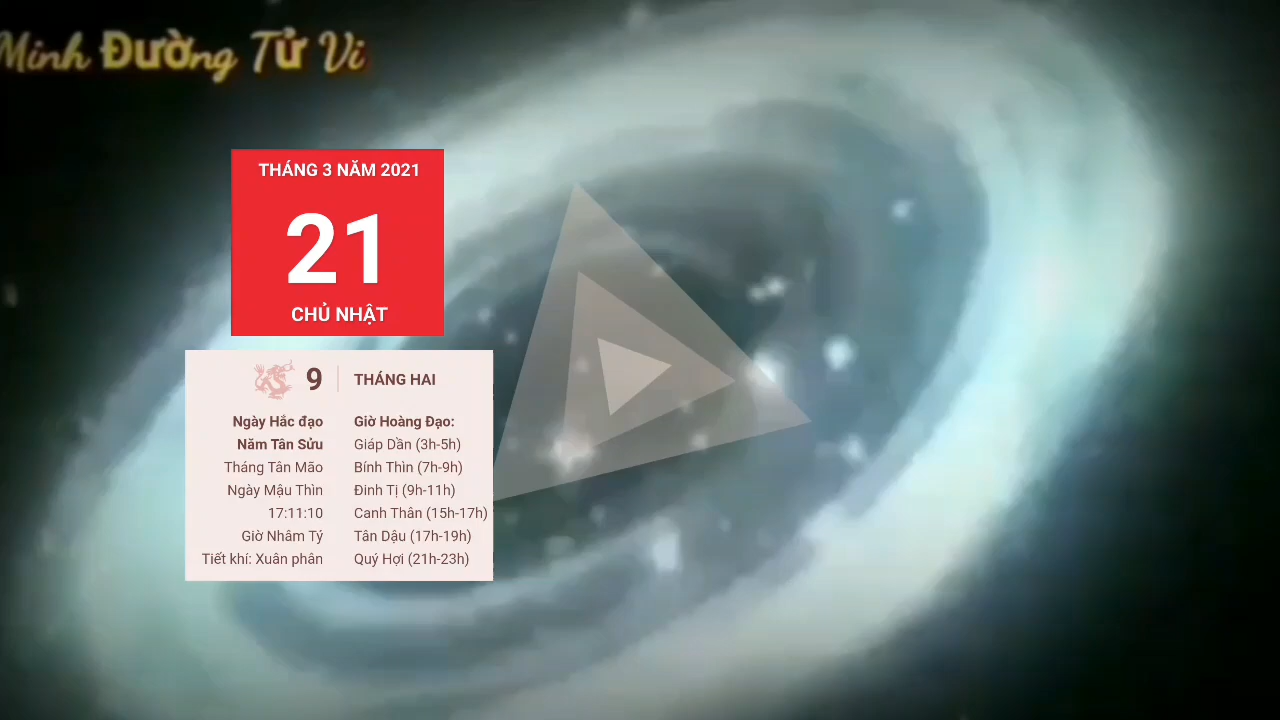 Minh Đường Tử Vi
THÁNG 3 NĂM 2021
21
CHỦ NHẬT
9 THÁNG HAI
Ngày Hắc đạo Giờ Hoàng Đạo:
Năm Tân Sửu Giáp Dần (3h-5h)
Tháng Tân Mão Bính Thìn (7h-9h)
Ngày Mậu Thìn Đinh Tị (9h-11h)
17:11:10 Canh Thân (15h-17h)
Giờ Nhâm Tý Tân Dậu (17h-19h)
Tiết khí: Xuân phân Quý Hợi (21h-23h)